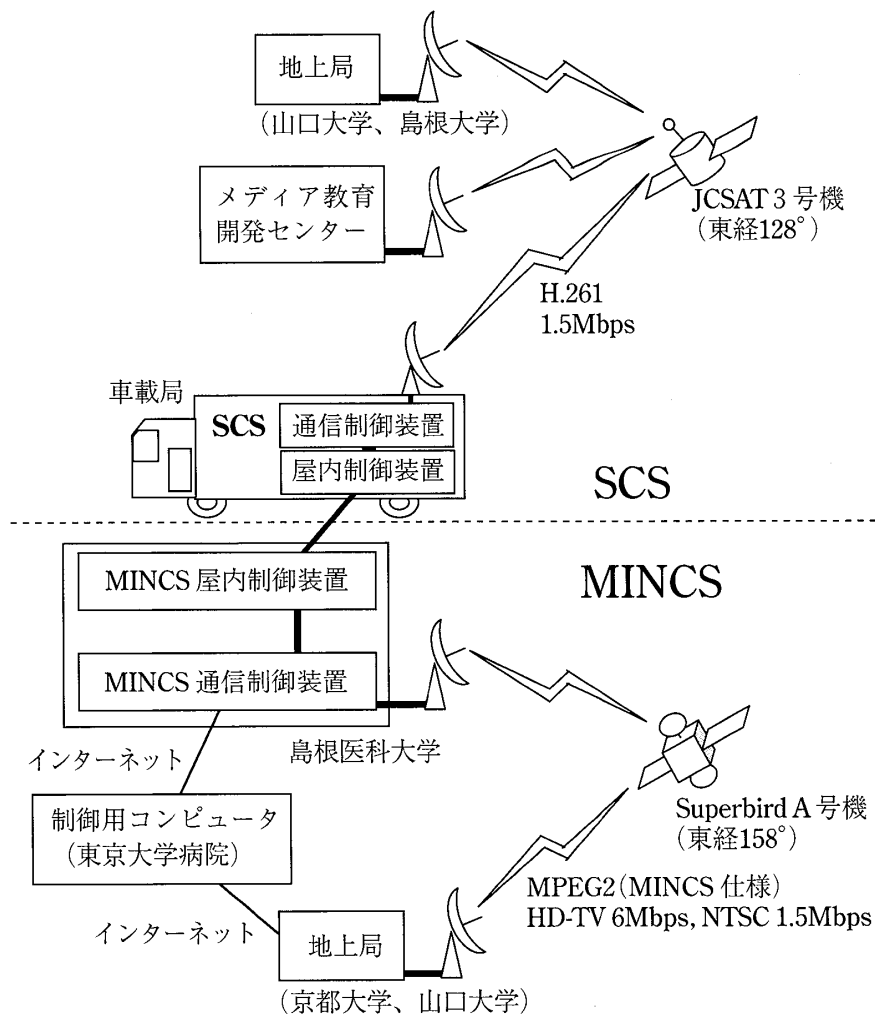 地上局
(山口大学、島根大学)
メディア教育
開発センター
JCSAT 3 号機
(東経128°)
H.261
1.5Mbps
車載局
SCS
通信制御装置
屋内制御装置
SCS
MINCS
MINCS 屋内制御装置
MINCS 通信制御装置
島根医科大学
インターネット
制御用コンピュータ
(東京大学病院)
Superbird A 号機
(東経158°)
MPEG2(MINCS 仕様)
HD-TV 6Mbps, NTSC 1.5Mbps
インターネット
地上局
(京都大学、山口大学)